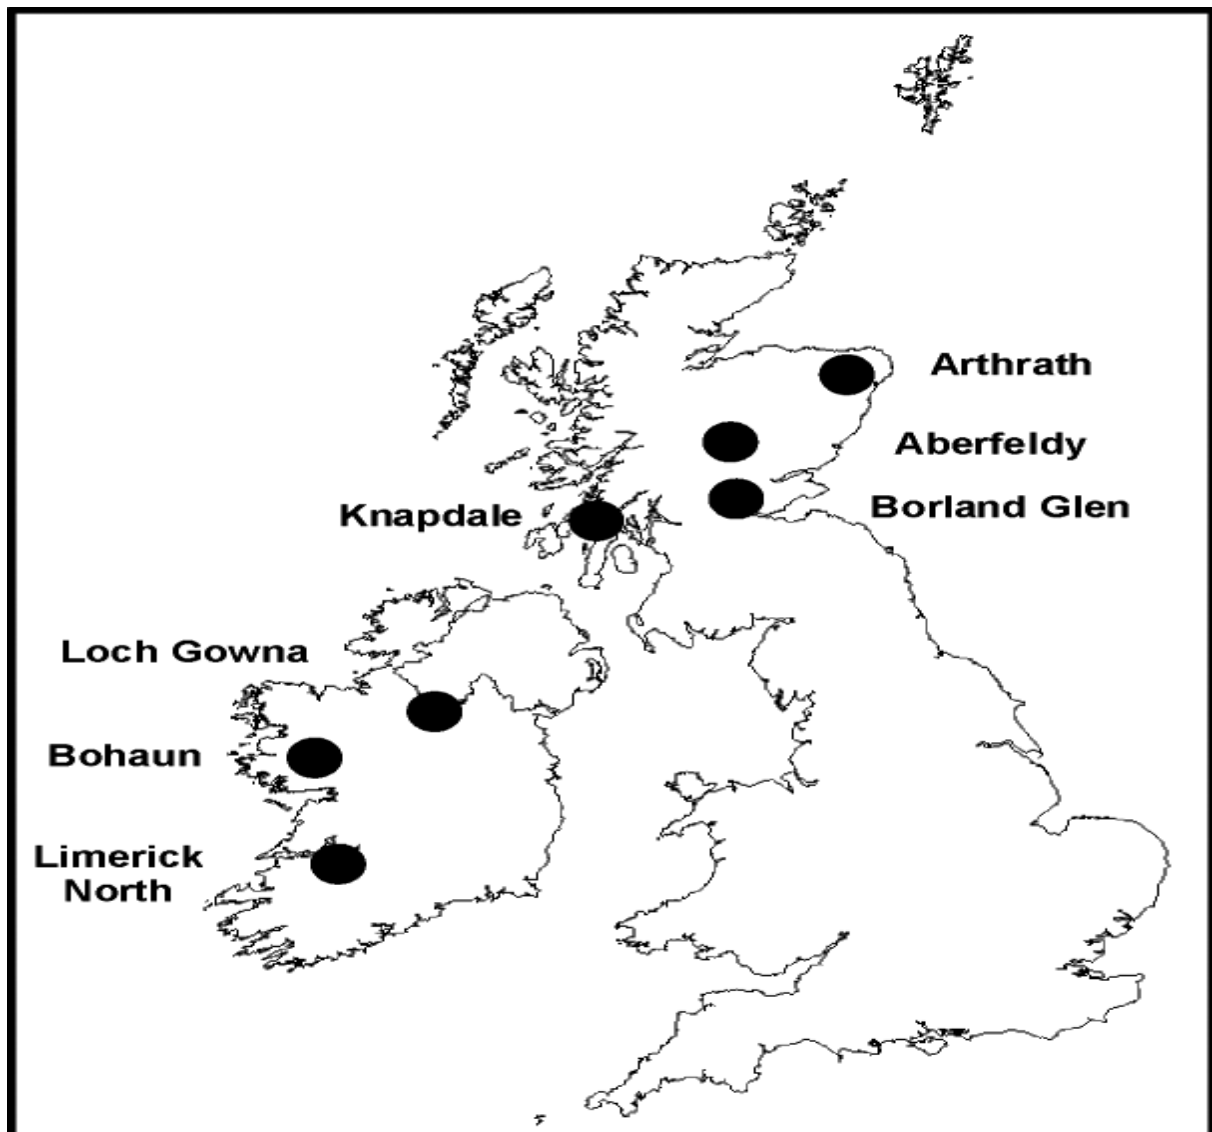 Arthrath
Aberfeldy
Borland Glen
Knapdale
Loch Gowna
Bohaun
Limerick
North